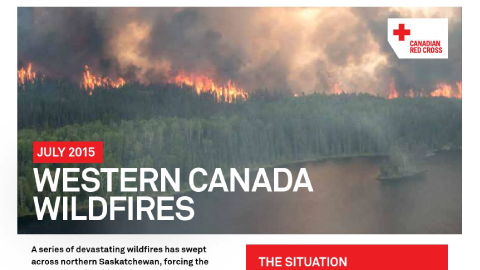 CANADIAN
RED CROSS
JULY 2015
WESTERN CANADA
WILDFIRES
A series of devastating wildfires has swept
across northern Saskatchewan, forcing the
THE SITUATION